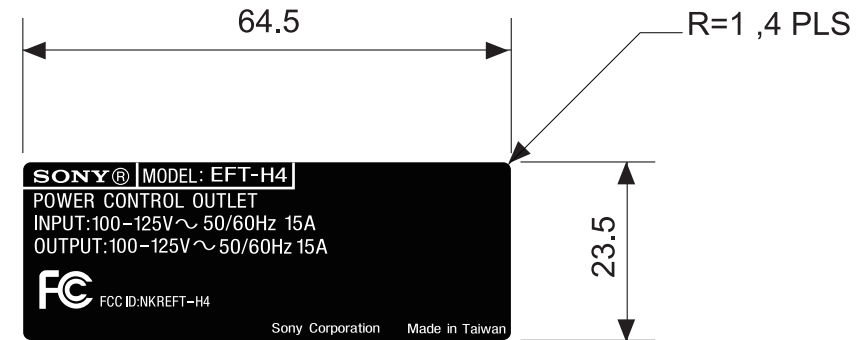 64.5
R=1 ,4 PLS
SONY® MODEL: EFT-H4
POWER CONTROL OUTLET
INPUT:100-125V～ 50/60Hz 15A
OUTPUT:100-125V～ 50/60Hz 15A
23.5
FC FCC ID:NKREFT-H4
Sony Corporation Made in Taiwan